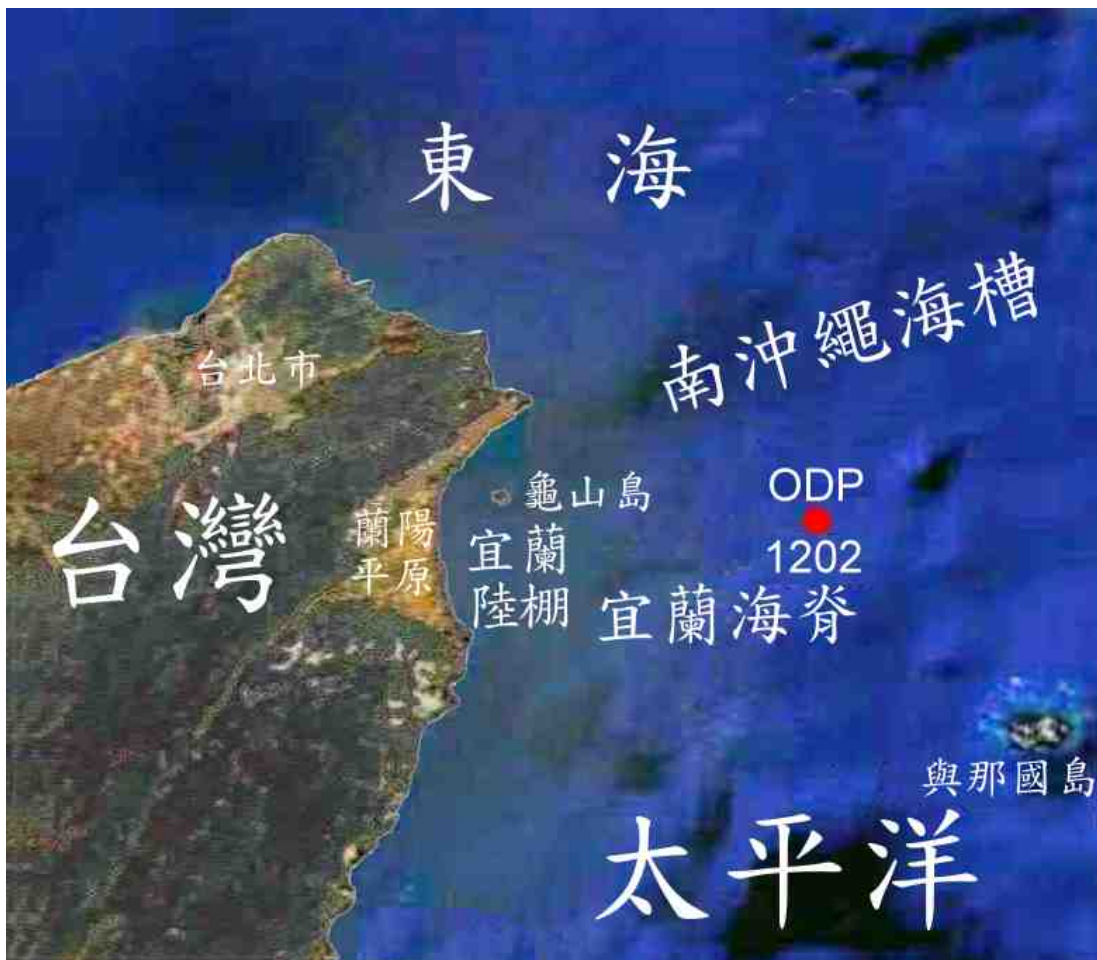 東海
南沖繩海槽
台北市
ODP
1202
龜山島
台灣
蘭陽
平原
宜蘭
陸棚
宜蘭海脊
與那國島
太平洋